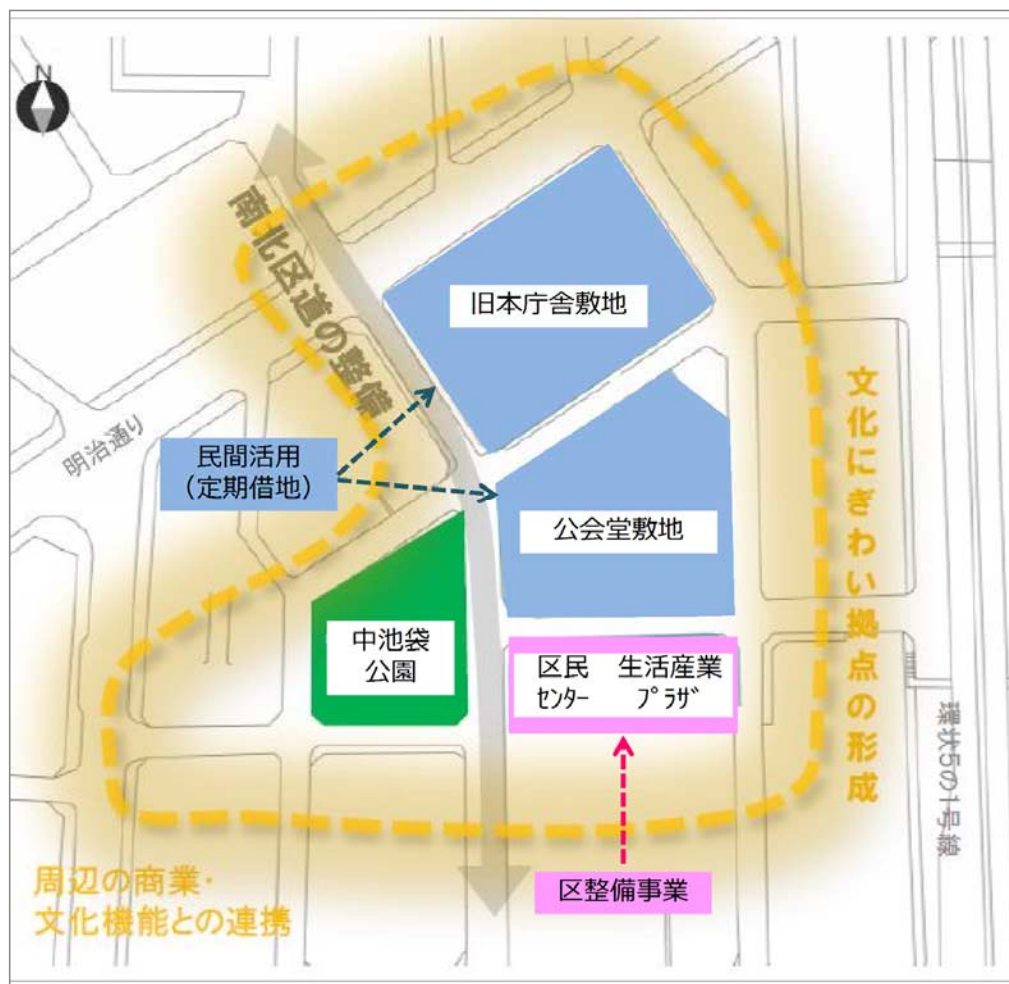 N
南北区道の整備
旧本庁舎敷地
明治通り
民間活用
（定期借地）
公会堂敷地
文化にぎわい拠点の形成
中池袋
公園
区民　生活産業
ｾﾝﾀｰ　ﾌﾟﾗｻﾞ
環状5の1号線
区整備事業
周辺の商業・
文化機能との連携